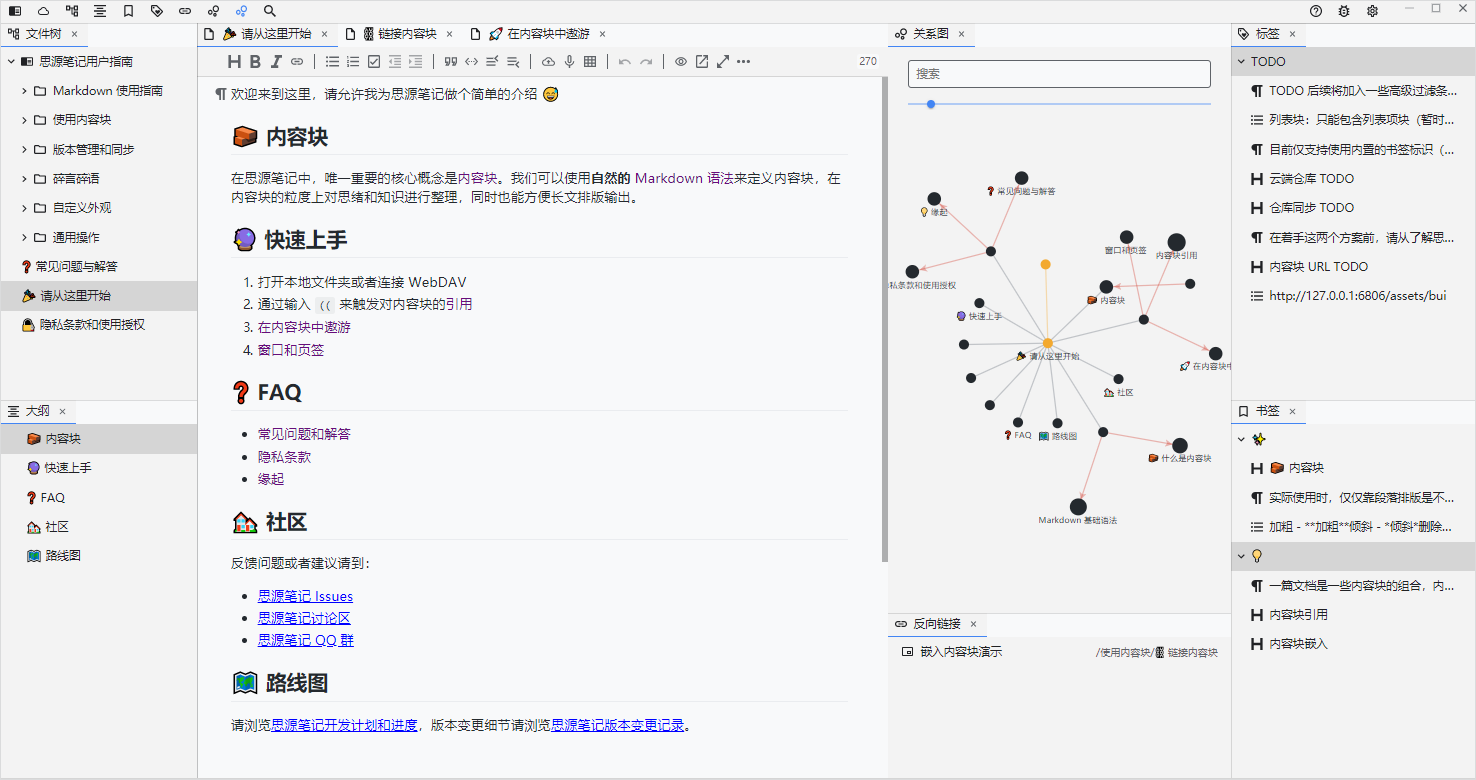 文件树
思源笔记用户指南
Markdown 使用指南
使用内容块
版本管理和同步
碎言碎语
自定义外观
通用操作
常见问题与解答
请从这里开始
隐私条款和使用授权
大纲
内容块
快速上手
FAQ
社区
路线图
请从这里开始
链接内容块
在内容块中遨游
270
欢迎来到这里，请允许我为思源笔记做个简单的介绍
内容块
在思源笔记中，唯一重要的核心概念是内容块。我们可以使用自然的 Markdown 语法来定义内容块，在
内容块的粒度上对思绪和知识进行整理，同时也能方便长文排版输出。
快速上手
1. 打开本地文件夹或者连接 WebDAV
2. 通过输入 (( 来触发对内容块的引用
3. 在内容块中遨游
4. 窗口和页签
FAQ
常见问题和解答
隐私条款
缘起
社区
反馈问题或者建议请到：
思源笔记 Issues
思源笔记讨论区
思源笔记 QQ 群
路线图
请浏览思源笔记开发计划和进度，版本变更细节请浏览思源笔记版本变更记录。
关系图
搜索
常见问题与解答
缘起
窗口和页签
内容块引用
私条款和使用授权
内容块
快速上手
请从这里开始
在内容块中
社区
FAQ
路线图
什么是内容块
Markdown 基础语法
反向链接
嵌入内容块演示
/使用内容块/ 链接内容块
标签
TODO
TODO 后续将加入一些高级过滤条...
列表块：只能包含列表项块（暂时...
目前仅支持使用内置的书签标识（...
云端仓库 TODO
仓库同步 TODO
在着手这两个方案前，请从了解思...
内容块 URL TODO
http://127.0.0.1:6806/assets/bui
书签
内容块
实际使用时，仅仅靠段落排版是不...
加粗 - **加粗**倾斜 - *倾斜*删除...
一篇文档是一些内容块的组合，内...
内容块引用
内容块嵌入